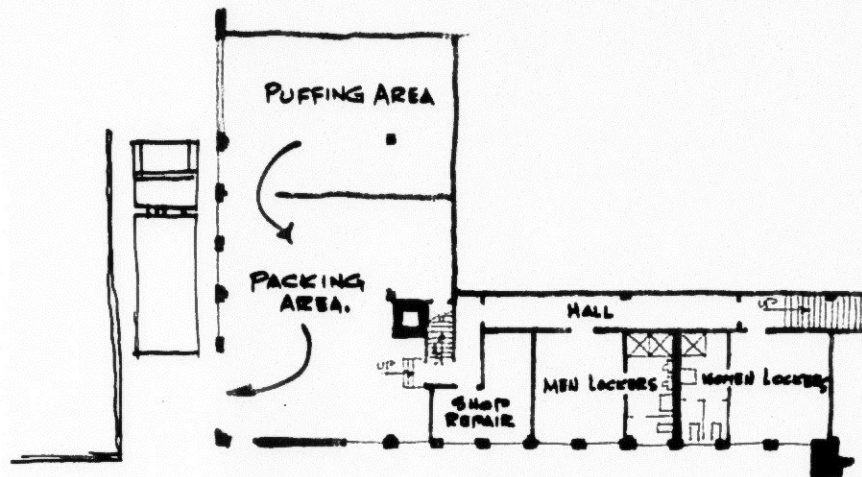 PUFFING AREA
PACKING
AREA.
HALL
UP
UP
MEN LOCKERS
WOMEN LOCKERS
SHOP
REPAIR